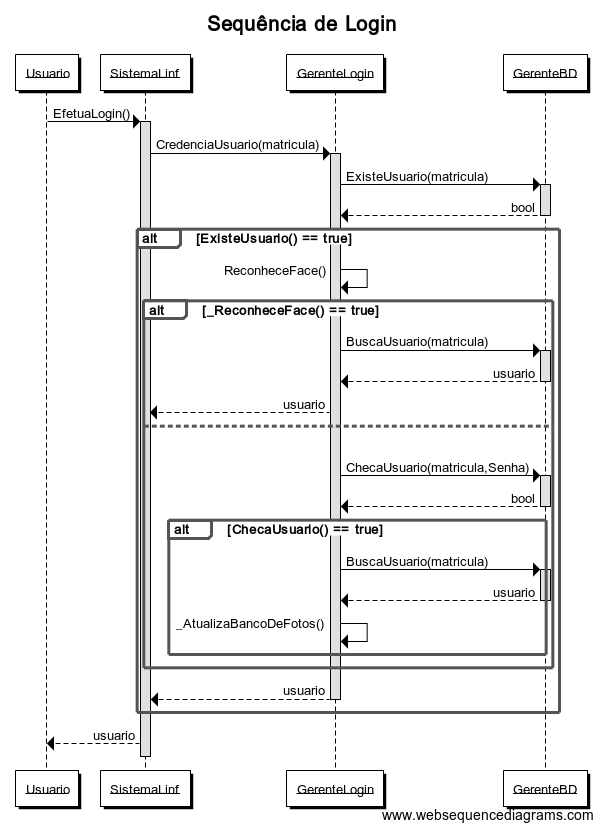 Sequência de Login
Usuario SistemaLinf GerenteLogin GerenteBD
EfetuaLogin()
CredenciaUsuario(matricula)
ExisteUsuario(matricula)
bool
alt [ExisteUsuario() == true]
ReconheceFace()
alt [_ReconheceFace() == true]
BuscaUsuario(matricula)
usuario
usuario
ChecaUsuario(matricula,Senha)
bool
alt [ChecaUsuario() == true]
BuscaUsuario(matricula)
usuario
_AtualizaBancoDeFotos()
usuario
usuario
Usuario SistemaLinf GerenteLogin GerenteBD
www.websequencediagrams.com